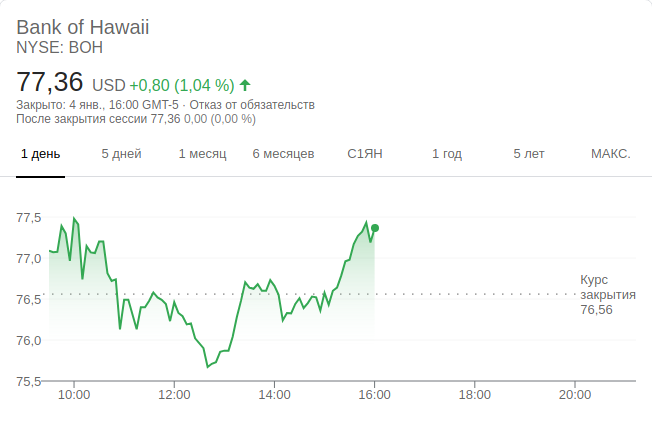 Bank of Hawaii
NYSE: BOH
77,36 USD +0,80 (1,04 %)
Закрыто: 4 янв., 16:00 GMT-5 · Отказ от обязательств
После закрытия сессии 77,36 0,00 (0,00 %)
1 день 5 дней 1 месяц 6 месяцев С1ЯН 1 год 5 лет МАКС.
77,5
77,0
76,5
76,0
75,5
Курс
закрытия
76,56
10:00 12:00 14:00 16:00 18:00 20:00